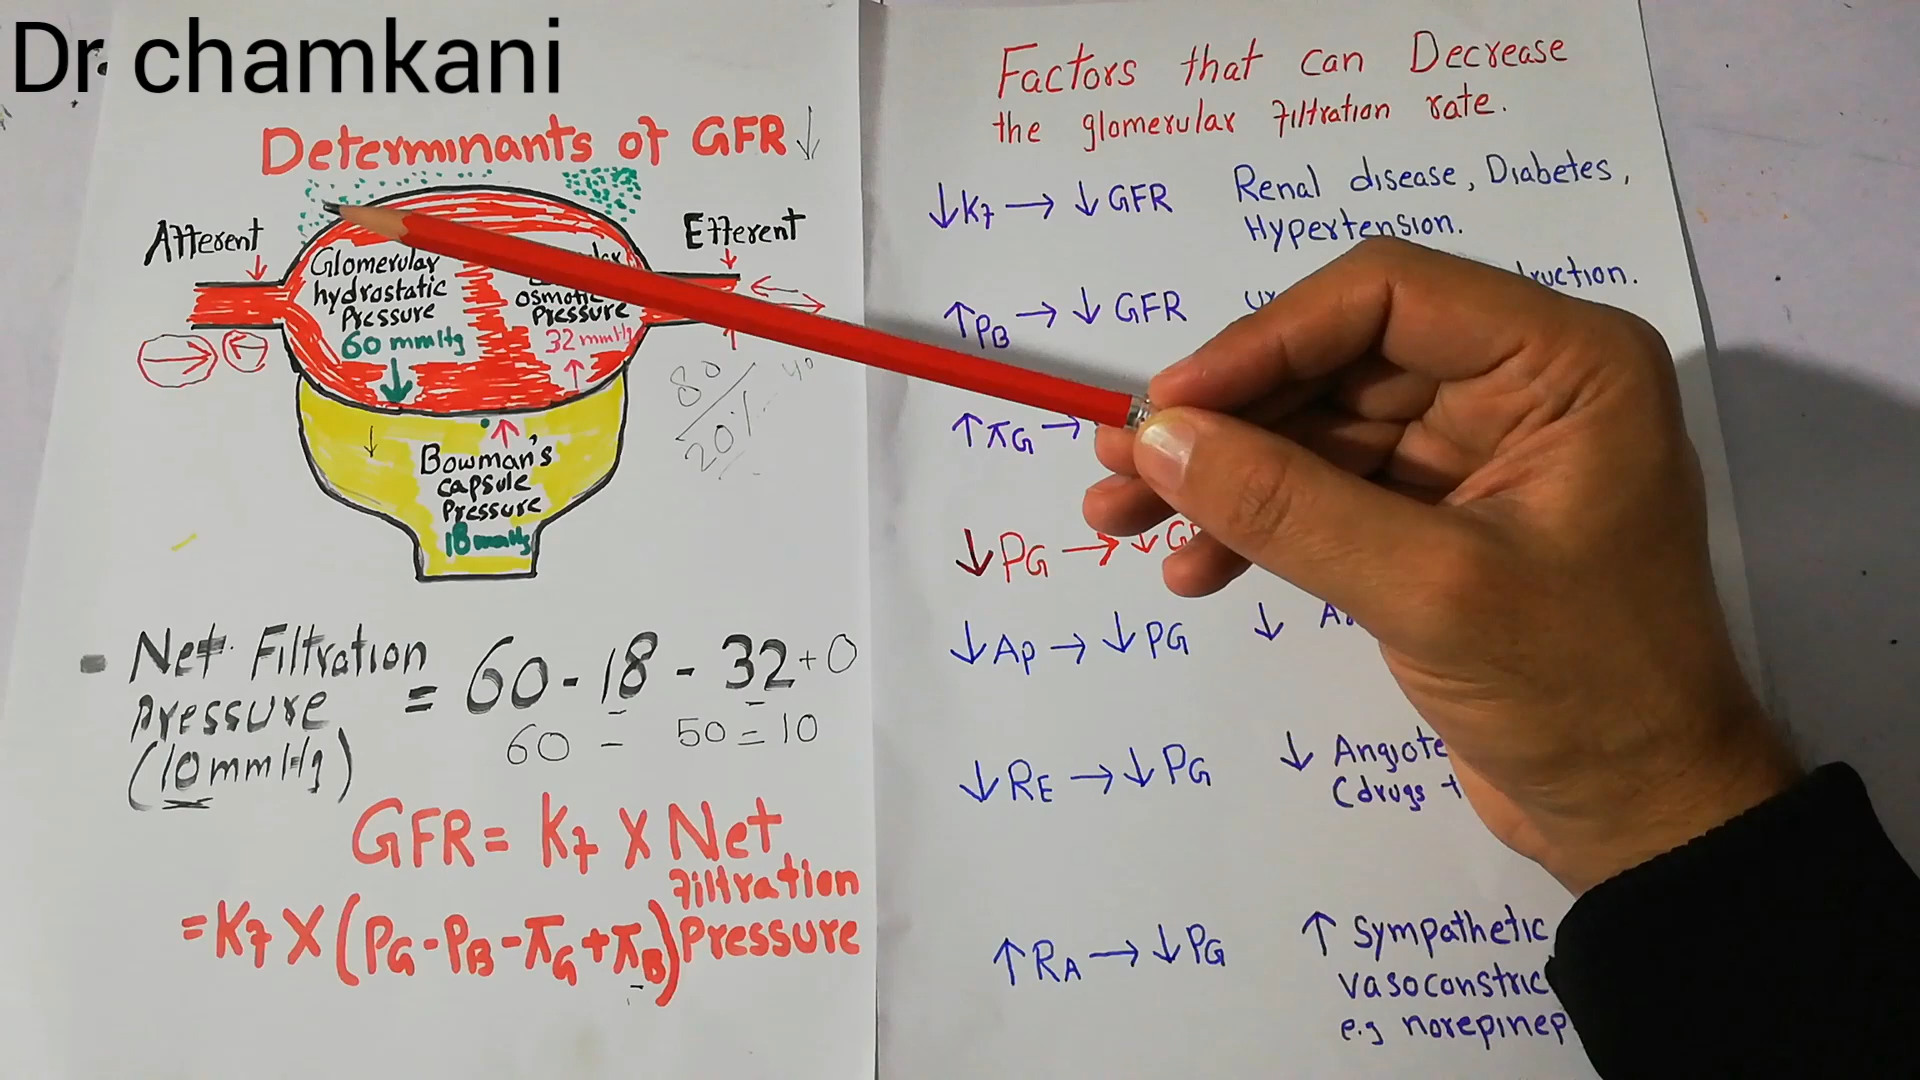 Dr chamkani
Determinants of GFR↓
Afferent
Efferent
Glomerular
hydrostatic
Pressure
60 mmHg
osmotic
Pressure
32 mmHg
80
20%
40
Bowman's
capsule
Pressure
18 mmHg
Net Filtration
Pressure
(10mmHg)
= 60 - 18 - 32 + 0
60 - 50 = 10
GFR = Kf X Net
filtration
Pressure
= Kf X (PG - PB - πG + πB)
Factors that can Decrease
the glomerular filtration rate.
↓Kf → ↓ GFR
Renal disease, Diabetes,
Hypertension.
↑PB → ↓ GFR
↑πG →
↓PG → ↓
↓Ap → ↓PG
↓
↓RE → ↓PG
↓
(drugs
↑RA → ↓PG
↑ Sympathetic
e.g